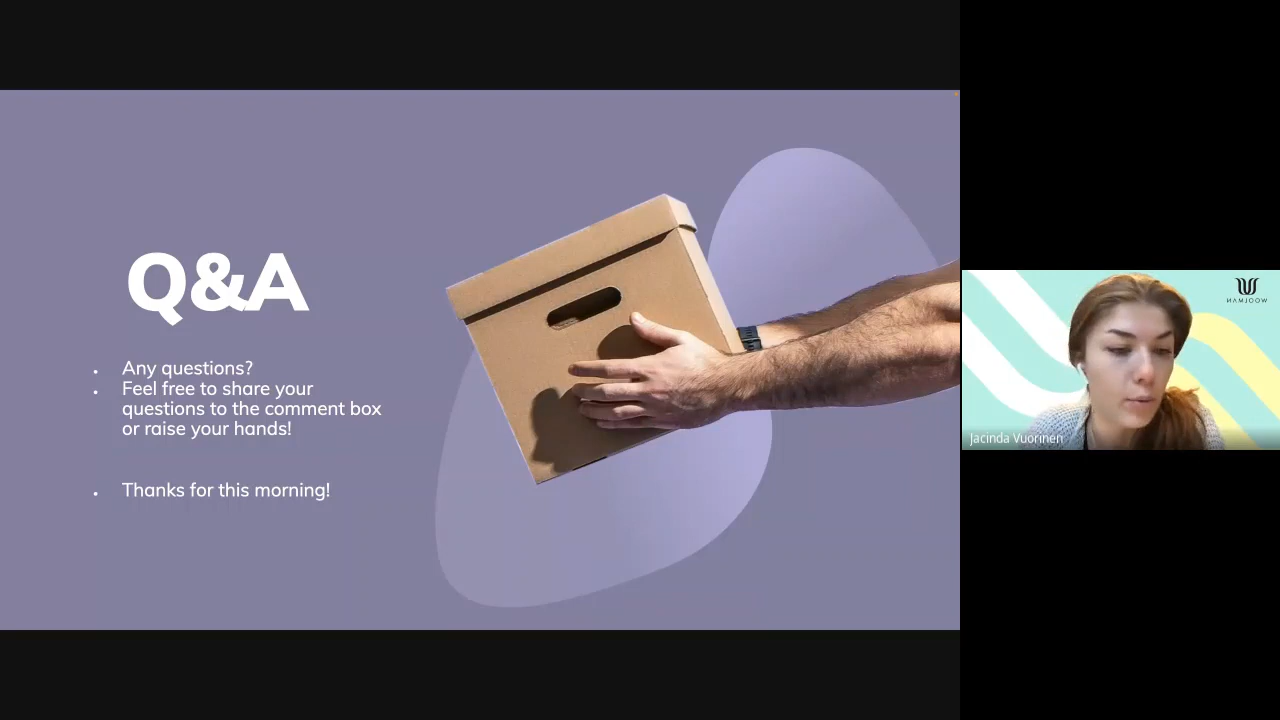 Q&A
Any questions?
Feel free to share your
questions to the comment box
or raise your hands!
Thanks for this morning!
WOOLMAN
Jacinda Vuorinen